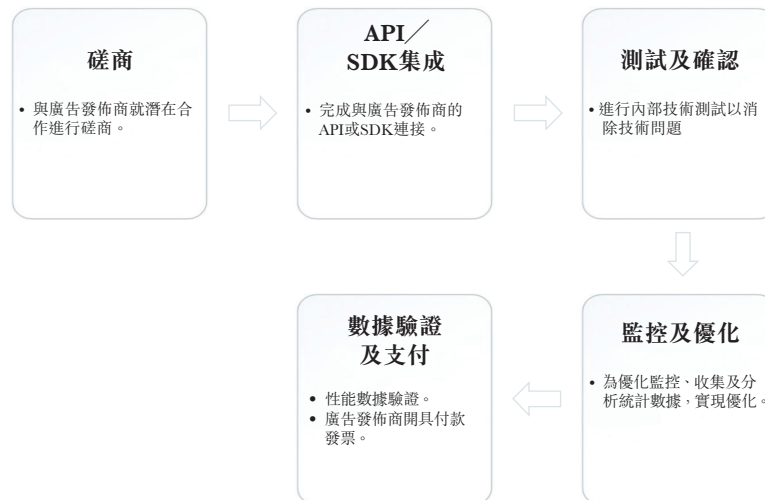 磋商
• 與廣告發佈商就潛在合
作進行磋商。
API／
SDK集成
• 完成與廣告發佈商的
API或SDK連接。
測試及確認
• 進行內部技術測試以消
除技術問題
監控及優化
• 為優化監控、收集及分
析統計數據，實現優化。
數據驗證
及支付
• 性能數據驗證。
• 廣告發佈商開具付款
發票。